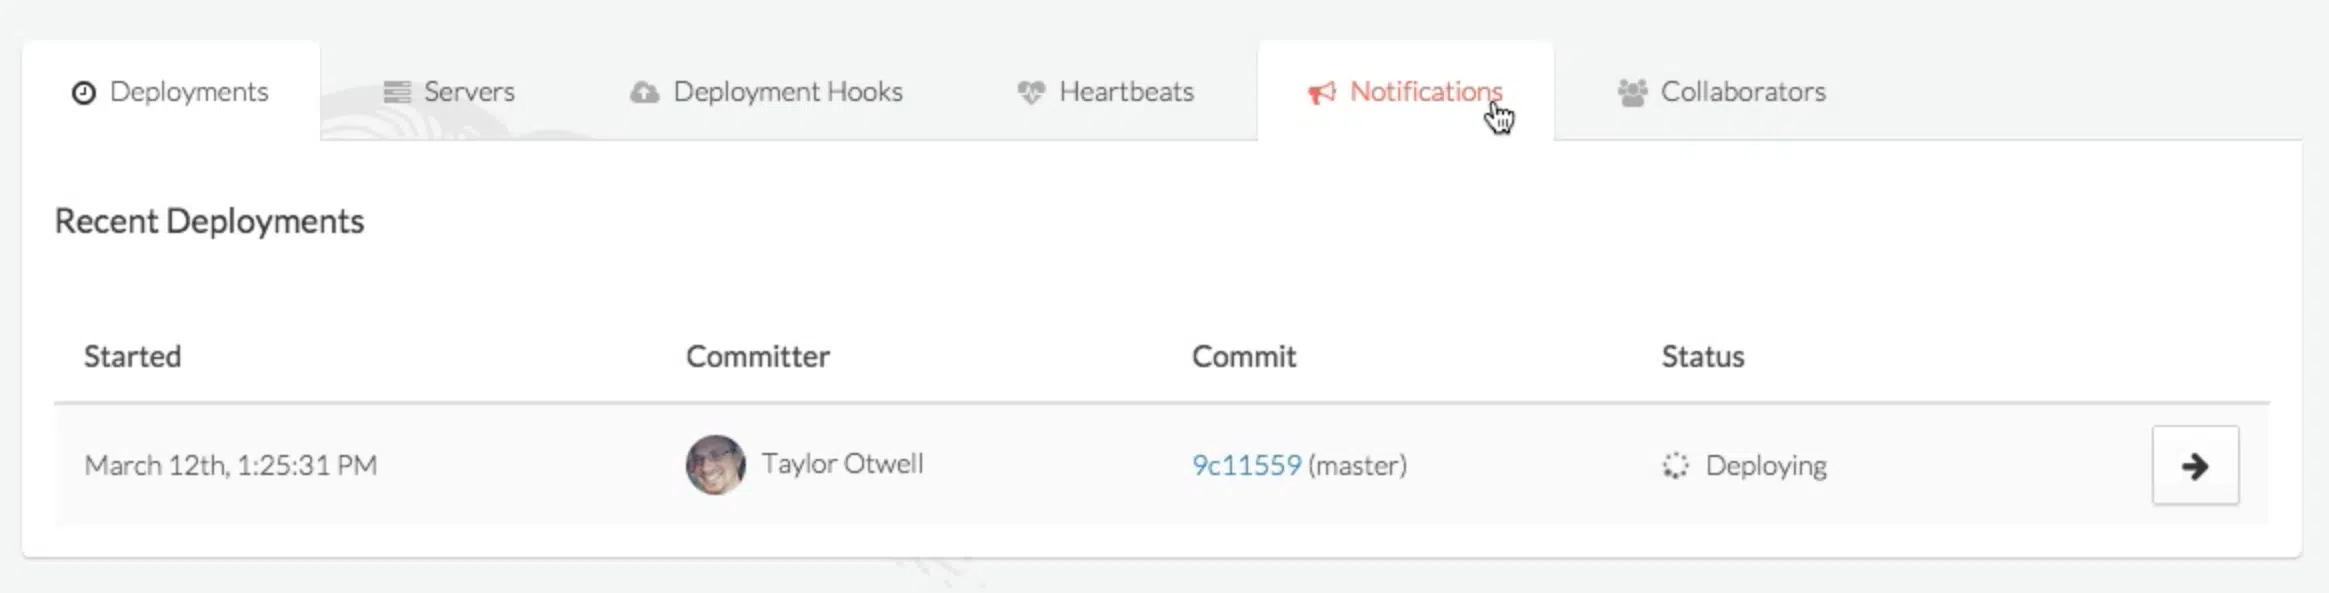 Deployments Servers Deployment Hooks Heartbeats Notifications Collaborators
Recent Deployments
Started Committer Commit Status
March 12th, 1:25:31 PM Taylor Otwell 9c11559 (master) Deploying